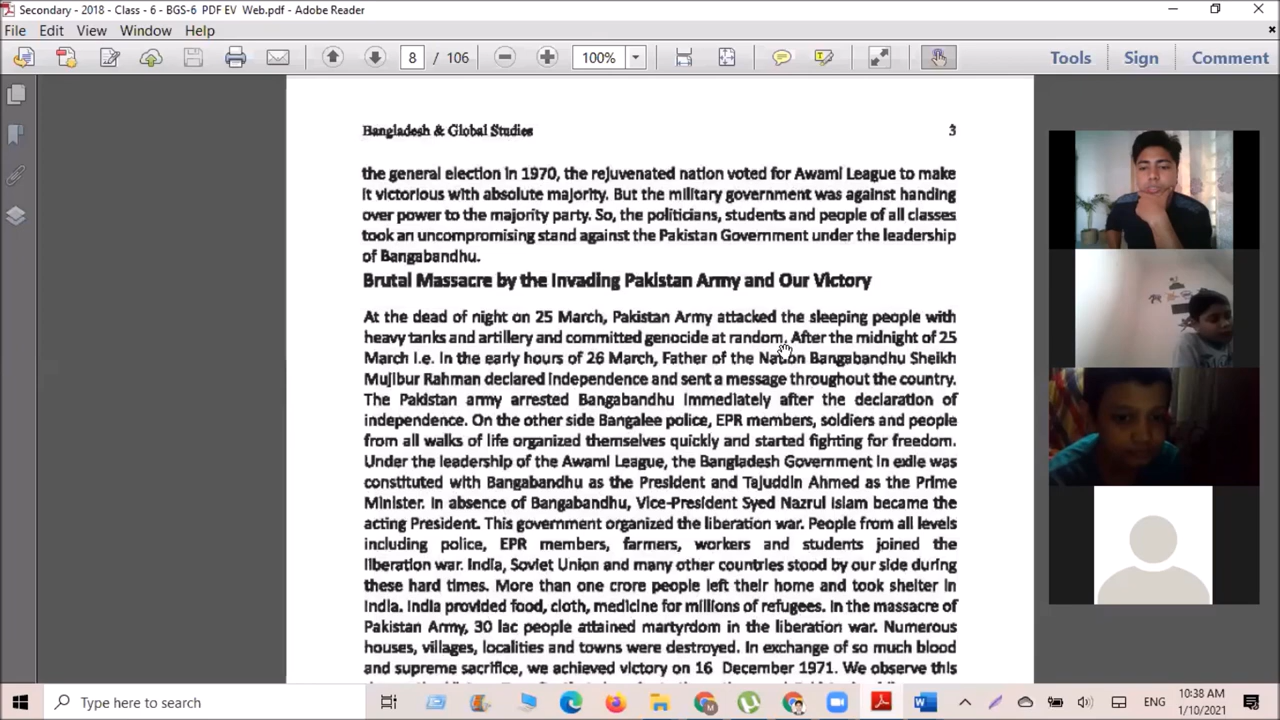 Secondary - 2018 - Class - 6 - BGS-6 PDF EV Web.pdf - Adobe Reader
File Edit View Window Help
8 / 106 100% Tools Sign Comment
Bangladesh & Global Studies 3
the general election in 1970, the rejuvenated nation voted for Awami League to make
it victorious with absolute majority. But the military government was against handing
over power to the majority party. So, the politicians, students and people of all classes
took an uncompromising stand against the Pakistan Government under the leadership
of Bangabandhu.
Brutal Massacre by the Invading Pakistan Army and Our Victory
At the dead of night on 25 March, Pakistan Army attacked the sleeping people with
heavy tanks and artillery and committed genocide at random. After the midnight of 25
March i.e. in the early hours of 26 March, Father of the Nation Bangabandhu Sheikh
Mujibur Rahman declared independence and sent a message throughout the country.
The Pakistan army arrested Bangabandhu immediately after the declaration of
independence. On the other side Bangalee police, EPR members, soldiers and people
from all walks of life organized themselves quickly and started fighting for freedom.
Under the leadership of the Awami League, the Bangladesh Government in exile was
constituted with Bangabandhu as the President and Tajuddin Ahmed as the Prime
Minister. In absence of Bangabandhu, Vice-President Syed Nazrul Islam became the
acting President. This government organized the liberation war. People from all levels
including police, EPR members, farmers, workers and students joined the
liberation war. India, Soviet Union and many other countries stood by our side during
these hard times. More than one crore people left their home and took shelter in
India. India provided food, cloth, medicine for millions of refugees. In the massacre of
Pakistan Army, 30 lac people attained martyrdom in the liberation war. Numerous
houses, villages, localities and towns were destroyed. In exchange of so much blood
and supreme sacrifice, we achieved victory on 16 December 1971. We observe this
Type here to search
ENG
10:38 AM
1/10/2021